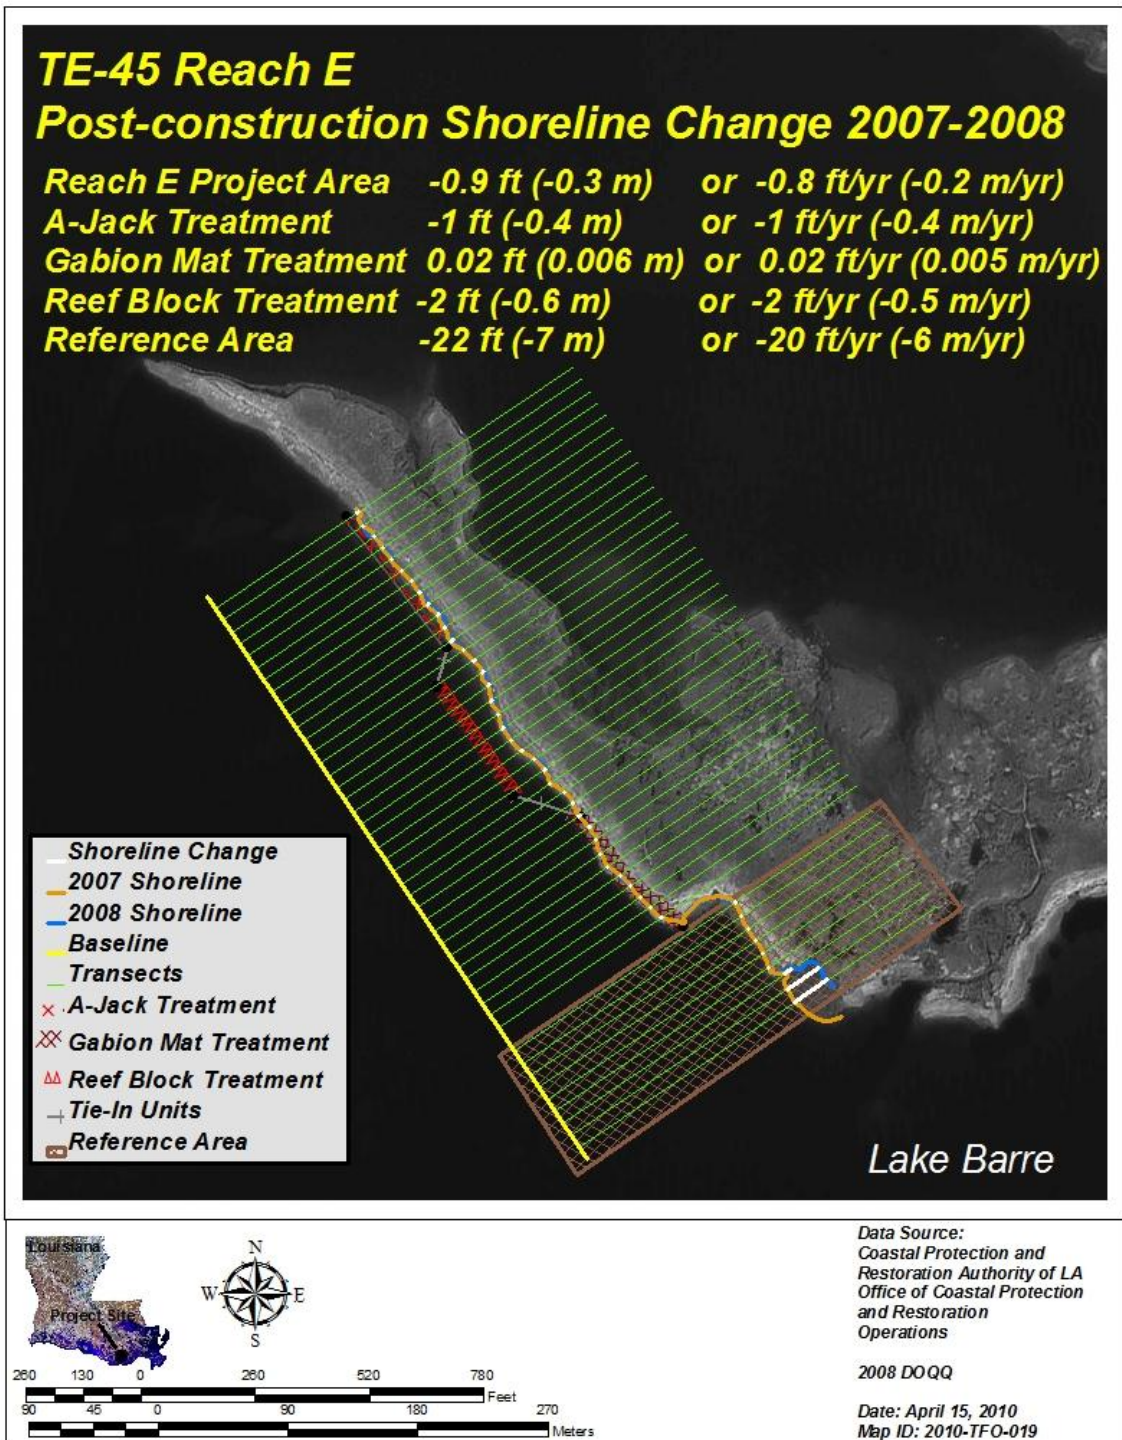 TE-45 Reach E
Post-construction Shoreline Change 2007-2008
Reach E Project Area -0.9 ft (-0.3 m) or -0.8 ft/yr (-0.2 m/yr)
A-Jack Treatment -1 ft (-0.4 m) or -1 ft/yr (-0.4 m/yr)
Gabion Mat Treatment 0.02 ft (0.006 m) or 0.02 ft/yr (0.005 m/yr)
Reef Block Treatment -2 ft (-0.6 m) or -2 ft/yr (-0.5 m/yr)
Reference Area -22 ft (-7 m) or -20 ft/yr (-6 m/yr)
Shoreline Change
2007 Shoreline
2008 Shoreline
Baseline
Transects
A-Jack Treatment
Gabion Mat Treatment
Reef Block Treatment
Tie-In Units
Reference Area
Lake Barre
Louisiana
Project Site
N
W E
S
260 130 0 260 520 780
Feet
90 45 0 90 180 270
Meters
Data Source:
Coastal Protection and
Restoration Authority of LA
Office of Coastal Protection
and Restoration
Operations
2008 DOQQ
Date: April 15, 2010
Map ID: 2010-TFO-019